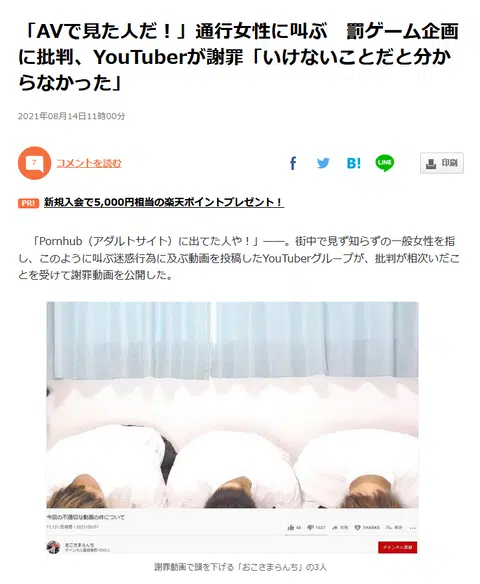 「AVで見た人だ!」通行女性に叫ぶ　罰ゲーム企画
に批判、YouTuberが謝罪「いけないことだと分か
らなかった」
2021年08月14日11時00分
7
コメントを読む
B!
LINE
印刷
PR!
新規入会で5,000円相当の楽天ポイントプレゼント!
「Pornhub(アダルトサイト)に出てた人や!」――。街中で見ず知らずの一般女性を指
し、このように叫ぶ迷惑行為に及ぶ動画を投稿したYouTuberグループが、批判が相次いだこ
とを受けて謝罪動画を公開した。
今回の不適切な動画の件について
共有
THANKS
保存
おこさまらんち
チャンネル登録
謝罪動画で頭を下げる「おこさまらんち」の3人